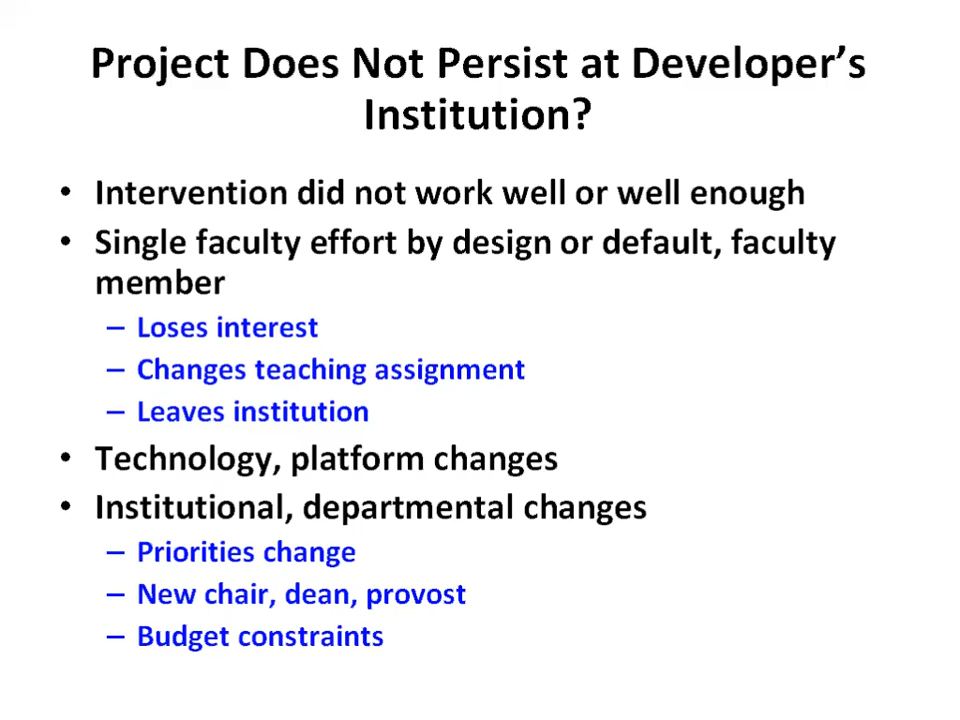 Project Does Not Persist at Developer’s
Institution?
• Intervention did not work well or well enough
• Single faculty effort by design or default, faculty
member
– Loses interest
– Changes teaching assignment
– Leaves institution
• Technology, platform changes
• Institutional, departmental changes
– Priorities change
– New chair, dean, provost
– Budget constraints